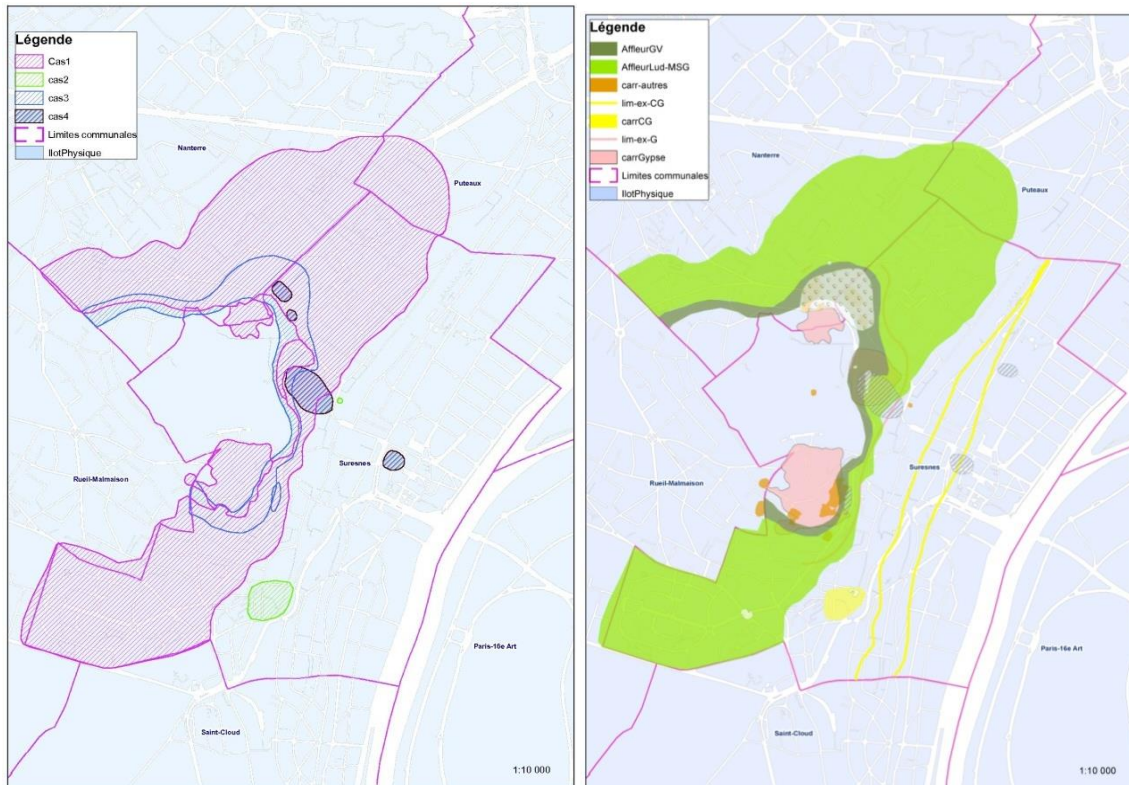 Légende
Cas1
cas2
cas3
cas4
Limites communales
IlotPhysique
Nanterre
Puteaux
Suresnes
Rueil-Malmaison
Paris-16e Art
Saint-Cloud
1:10 000
Légende
AffleurGV
AffleurLud-MSG
carr-autres
lim-ex-CG
carrCG
lim-ex-G
carrGypse
Limites communales
IlotPhysique
Nanterre
Puteaux
Suresnes
Rueil-Malmaison
Paris-16e Art
Saint-Cloud
1:10 000